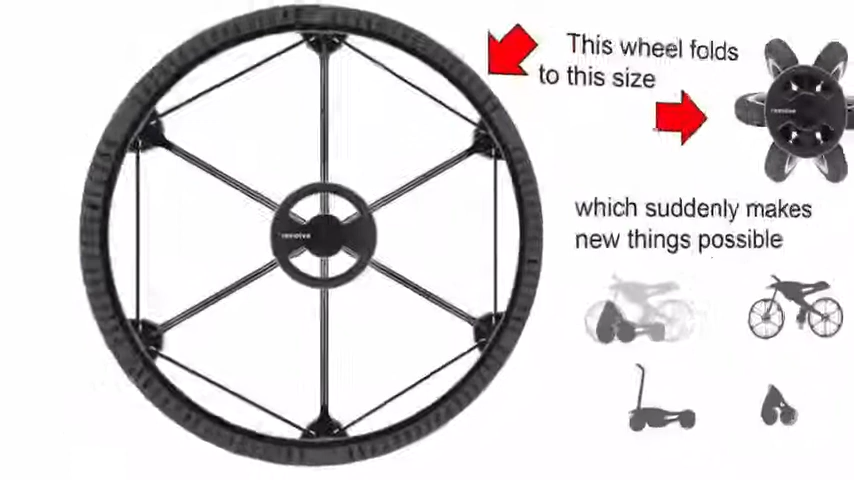 This wheel folds
to this size
which suddenly makes
new things possible